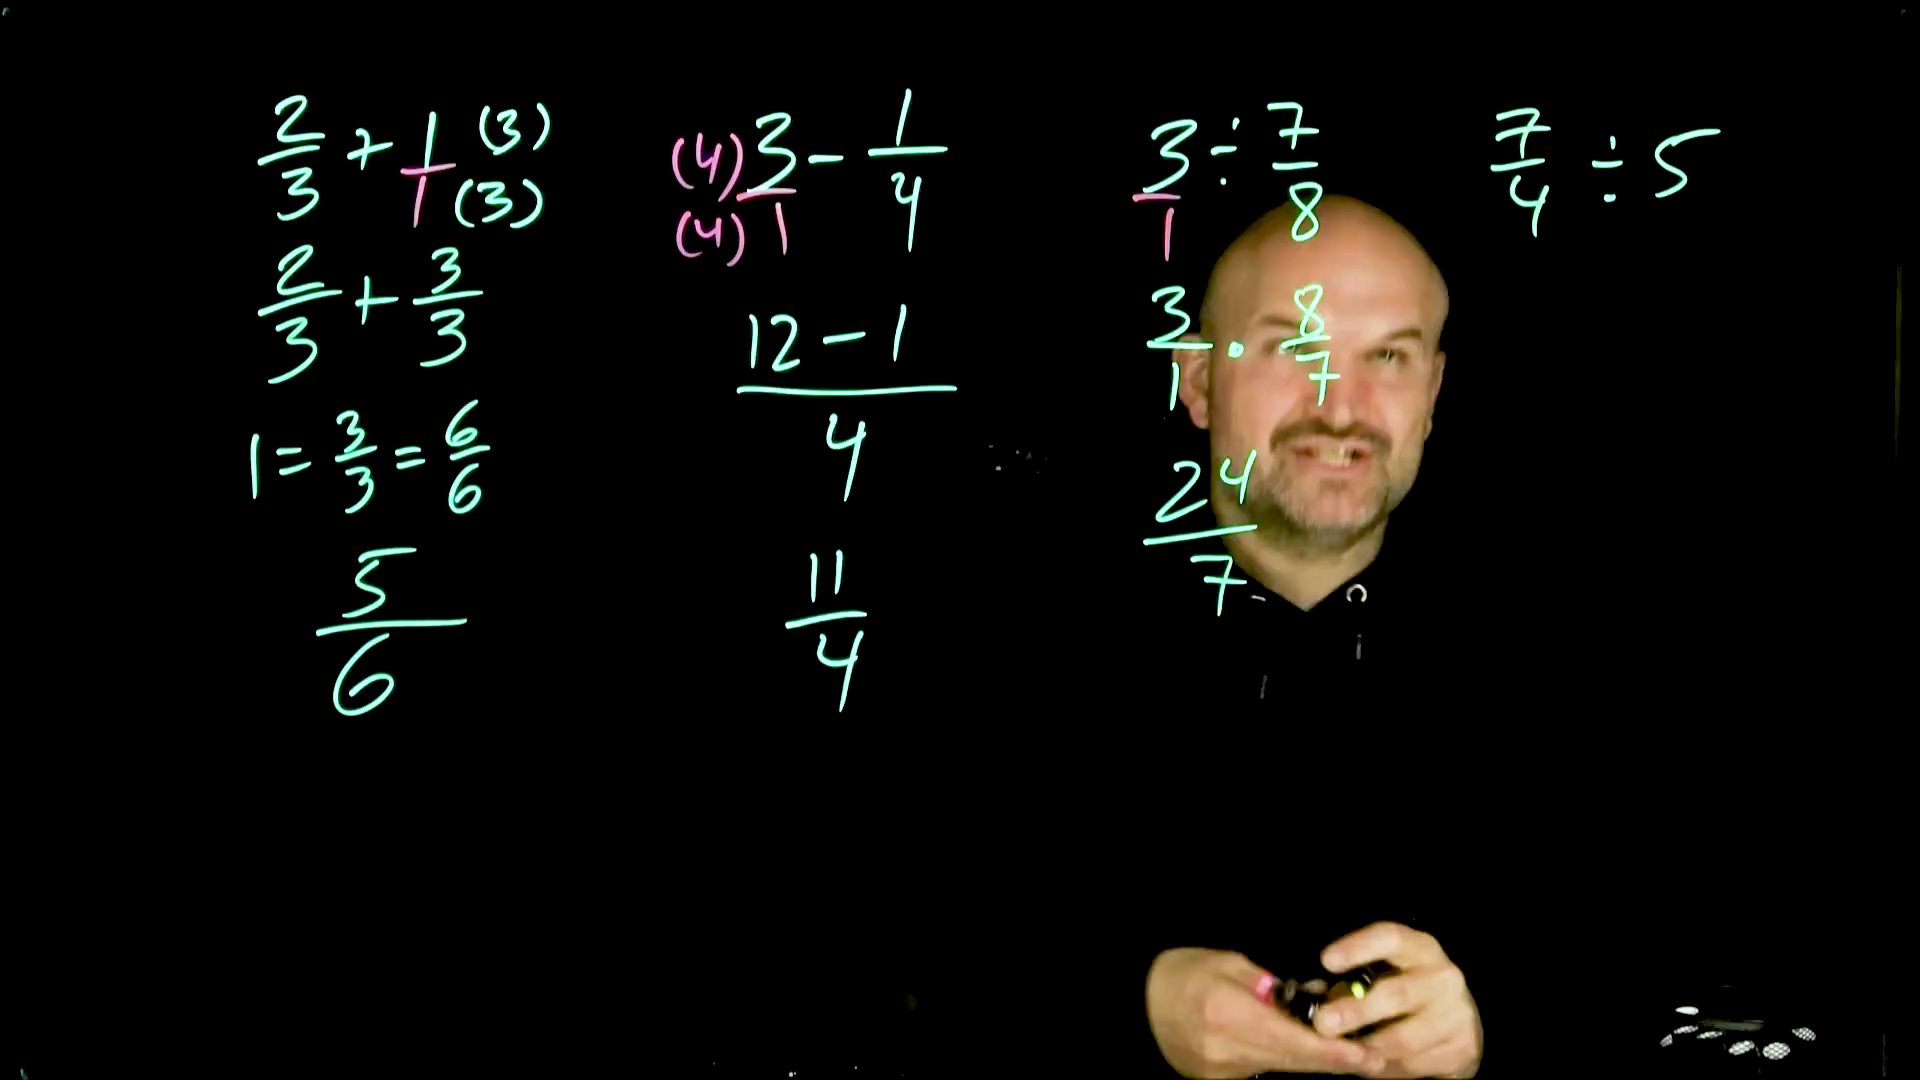 2/3 + 1/1 (3)/(3)
2/3 + 3/3
1 = 3/3 = 6/6
5/6
(4)/(4) 3/1 - 1/4
12 - 1 / 4
11/4
3/1 ÷ 7/8
3/1 · 8/7
24/7
7/4 ÷ 5